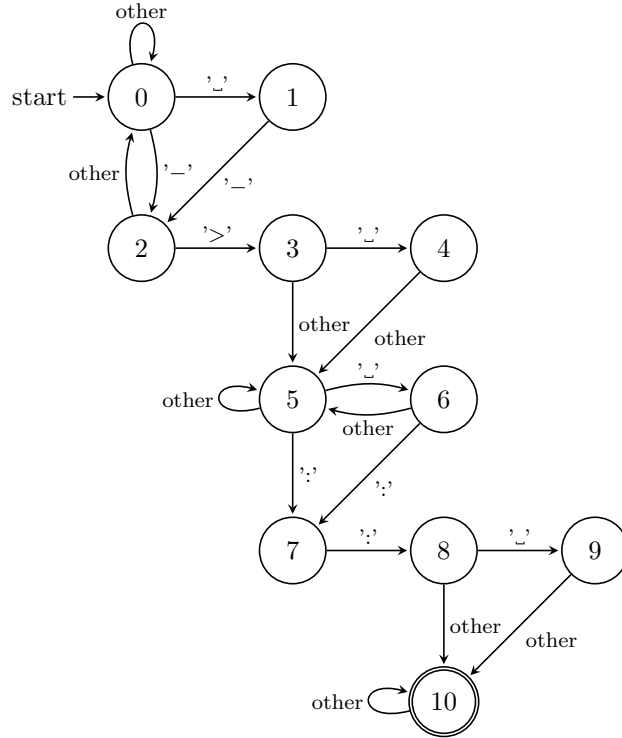 other
start 0 '␣' 1
other '–' '–'
2 '>' 3 '␣' 4
other other
'␣'
other 5 6
other
':' ':'
7 ':' 8 '␣' 9
other other
other 10